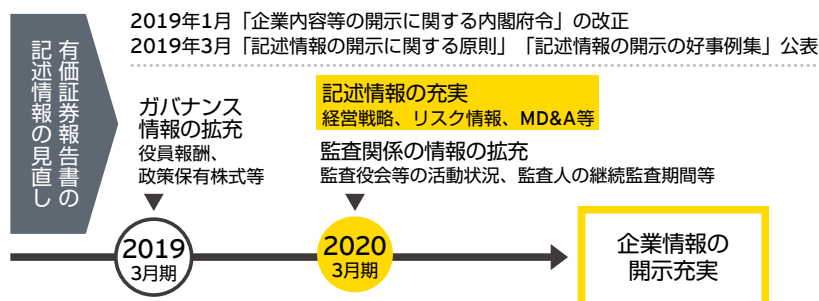 有価証券報告書の
記述情報の見直し
2019年1月「企業内容等の開示に関する内閣府令」の改正
2019年3月「記述情報の開示に関する原則」「記述情報の開示の好事例集」公表
ガバナンス
情報の拡充
役員報酬、
政策保有株式等
記述情報の充実
経営戦略、リスク情報、MD&A等
監査関係の情報の拡充
監査役会等の活動状況、監査人の継続監査期間等
2019
3月期
2020
3月期
企業情報の
開示充実